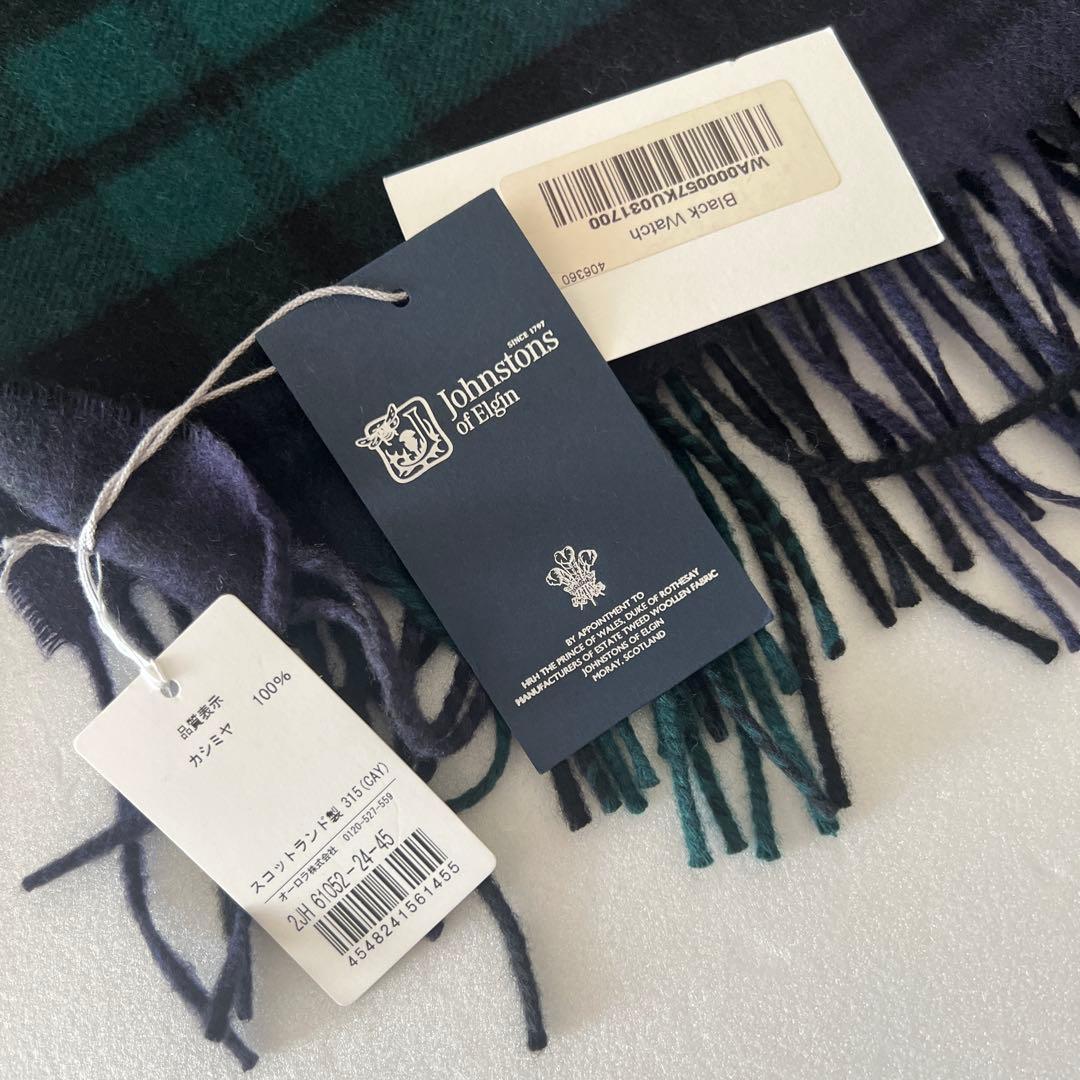 WA000057KU031700
Black Watch
406360
SINCE 1797
Johnstons
of Elgin
BY APPOINTMENT TO
HRH THE PRINCE OF WALES, DUKE OF ROTHESAY
MANUFACTURERS OF ESTATE TWEED WOOLLEN FABRIC
JOHNSTONS OF ELGIN
MORAY, SCOTLAND
品質表示
カシミヤ 100%
スコットランド製 315(CAY)
オーロラ株式会社 0120-527-559
2JH 61052-24-45
4548241561455